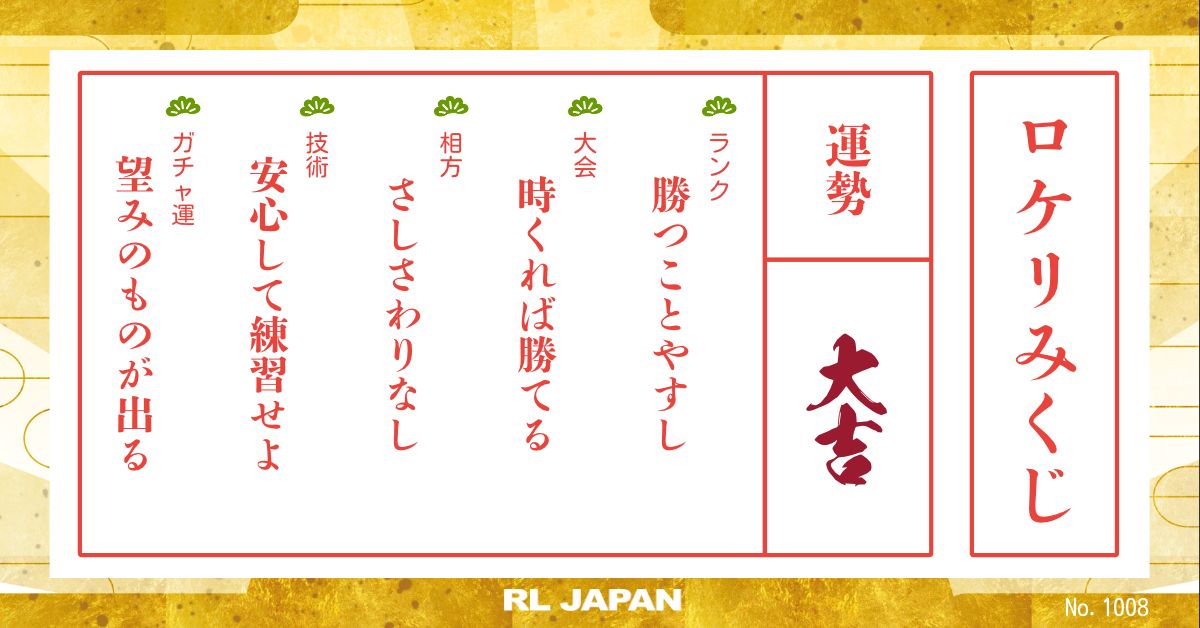 ロケリみくじ
運勢
大吉
ランク
勝つことやすし
大会
時くれば勝てる
相方
さしさわりなし
技術
安心して練習せよ
ガチャ運
望みのものが出る
RL JAPAN
No. 1008